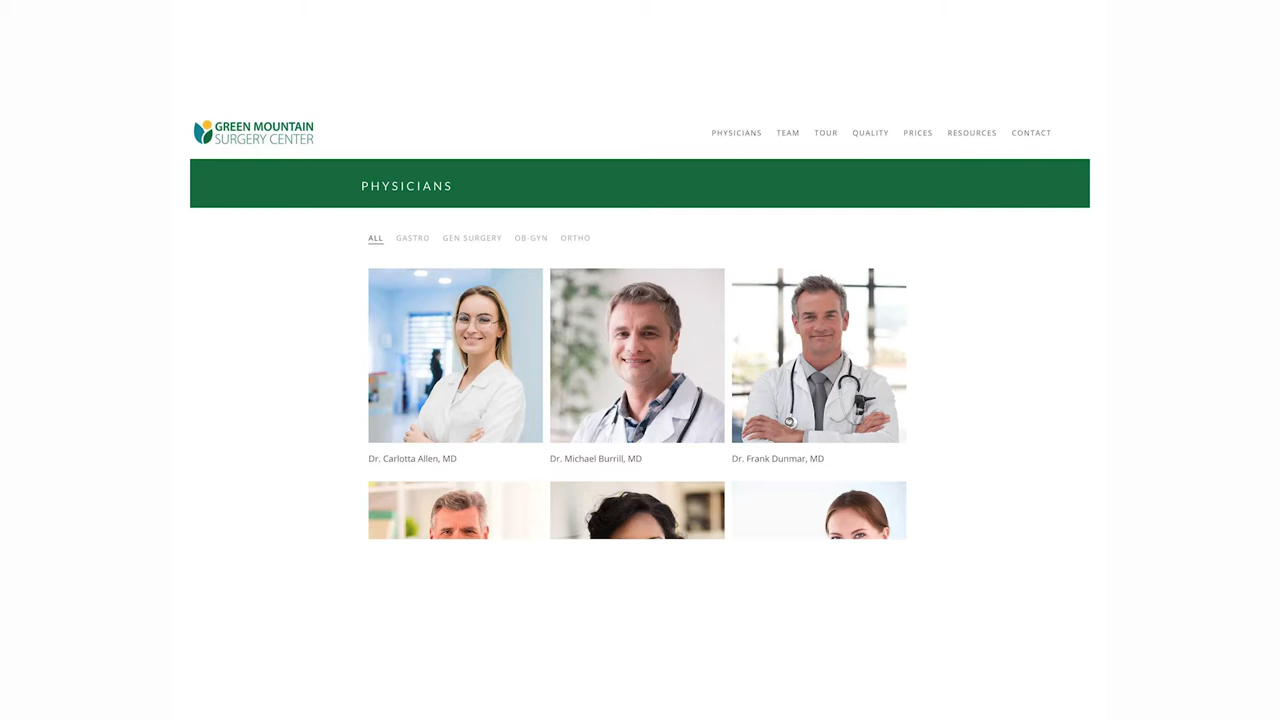 GREEN MOUNTAIN
SURGERY CENTER
PHYSICIANS TEAM TOUR QUALITY PRICES RESOURCES CONTACT
PHYSICIANS
ALL GASTRO GEN SURGERY OB-GYN ORTHO
Dr. Carlotta Allen, MD
Dr. Michael Burrill, MD
Dr. Frank Dunmar, MD